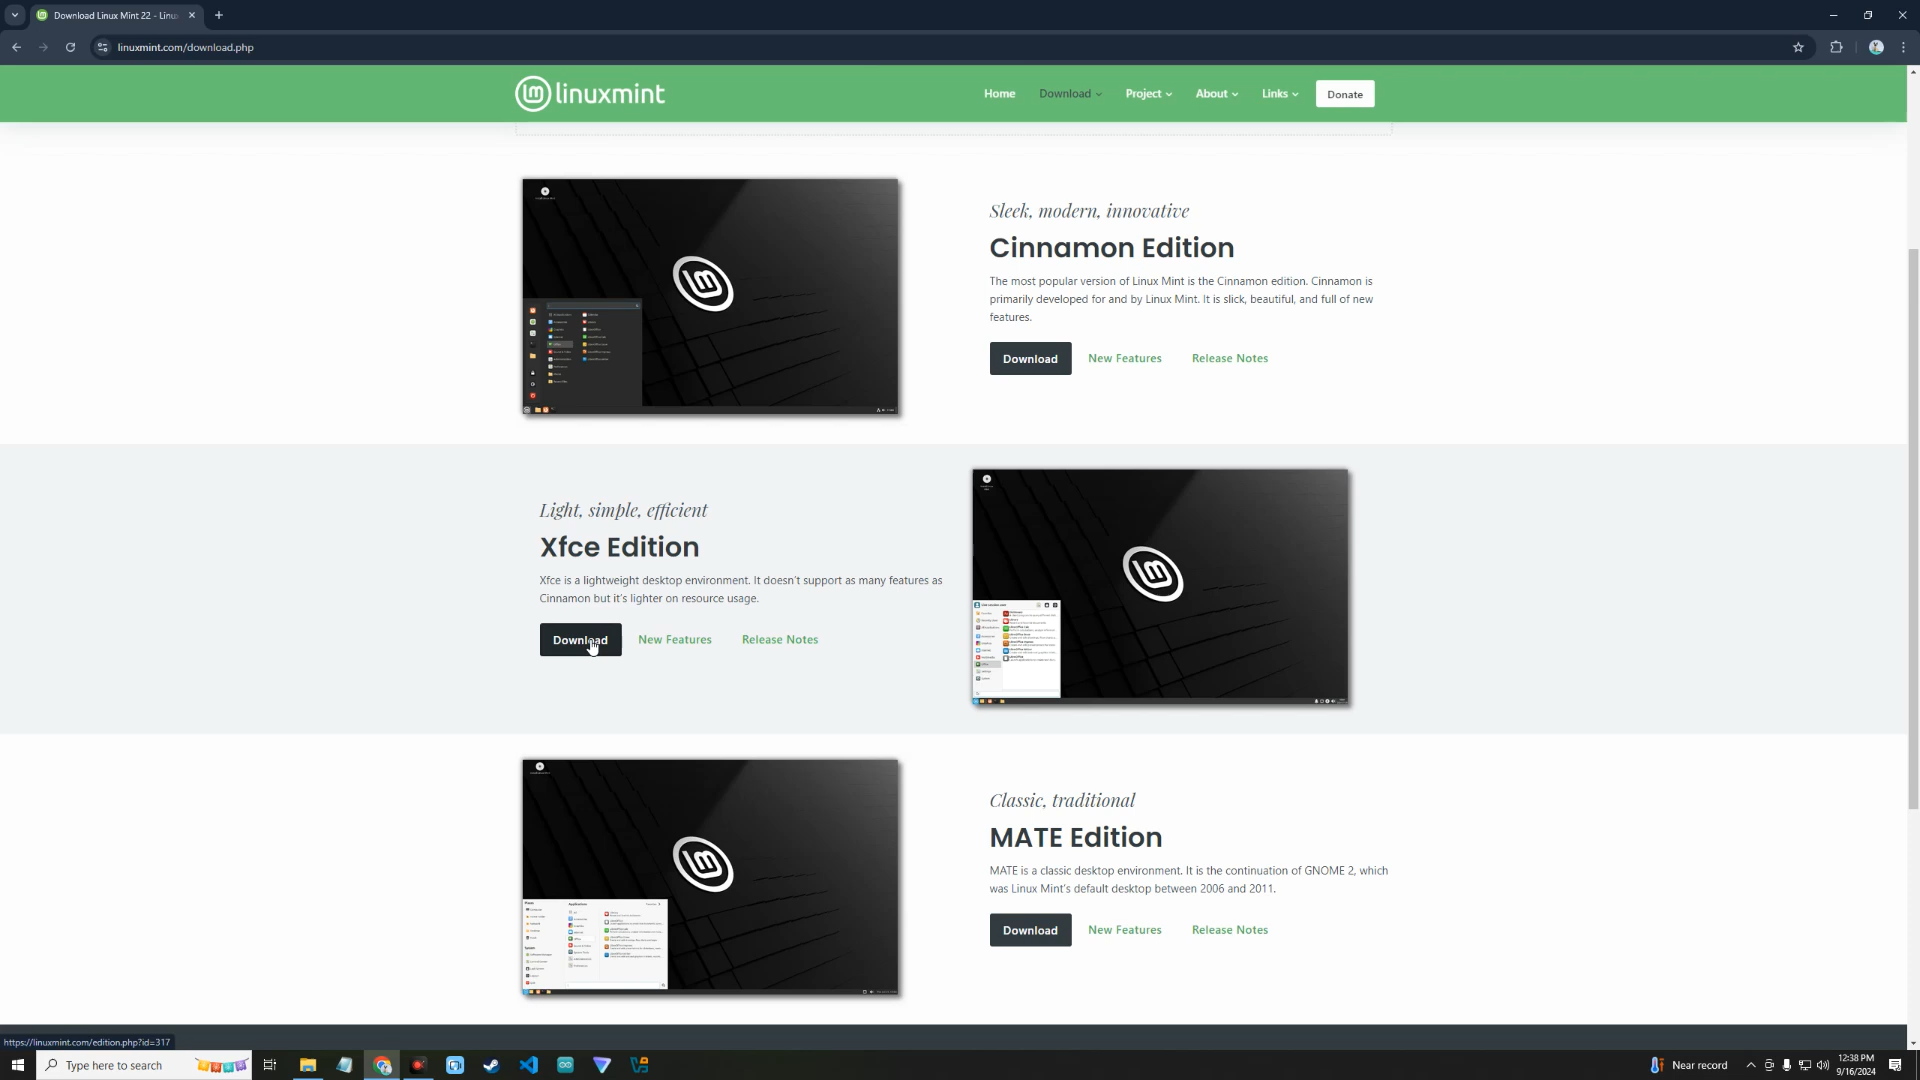 Download Linux Mint 22 - Linu
linuxmint.com/download.php
linuxmint
Home
Download
Project
About
Links
Donate
Sleek, modern, innovative
Cinnamon Edition
The most popular version of Linux Mint is the Cinnamon edition. Cinnamon is
primarily developed for and by Linux Mint. It is slick, beautiful, and full of new
features.
Download
New Features
Release Notes
Light, simple, efficient
Xfce Edition
Xfce is a lightweight desktop environment. It doesn't support as many features as
Cinnamon but it's lighter on resource usage.
Download
New Features
Release Notes
Classic, traditional
MATE Edition
MATE is a classic desktop environment. It is the continuation of GNOME 2, which
was Linux Mint's default desktop between 2006 and 2011.
Download
New Features
Release Notes
https://linuxmint.com/edition.php?id=317
Type here to search
Near record
12:38 PM
9/16/2024